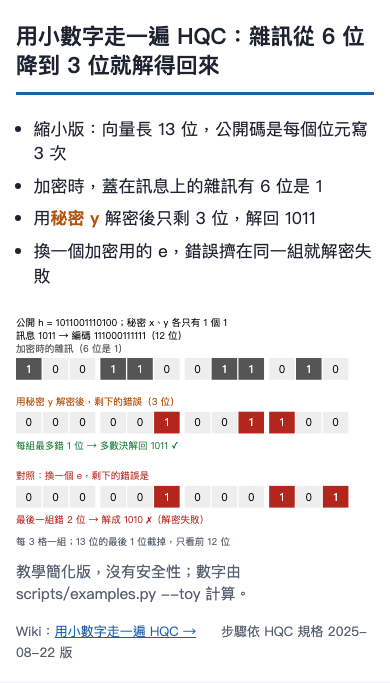 用小數字走一遍 HQC：雜訊從 6 位
降到 3 位就解得回來
• 縮小版：向量長 13 位，公開碼是每個位元寫
3 次
• 加密時，蓋在訊息上的雜訊有 6 位是 1
• 用秘密 y 解密後只剩 3 位，解回 1011
• 換一個加密用的 e，錯誤擠在同一組就解密失
敗
公開 h = 1011001110100；秘密 x、y 各只有 1 個 1
訊息 1011 → 編碼 111000111111（12 位）
加密時的雜訊（6 位是 1）
1 0 0 1 1 0 0 1 1 0 1 0
用秘密 y 解密後，剩下的錯誤（3 位）
0 0 0 0 0 1 0 0 1 1 0 0
每組最多錯 1 位 → 多數決解回 1011 ✓
對照：換一個 e，剩下的錯誤是
0 0 0 0 0 1 0 0 0 1 0 1
最後一組錯 2 位 → 解成 1010 ✗（解密失敗）
每 3 格一組；13 位的最後 1 位截掉，只看前 12 位
教學簡化版，沒有安全性；數字由
scripts/examples.py --toy 計算。
Wiki：用小數字走一遍 HQC → 步驟依 HQC 規格 2025-
08-22 版